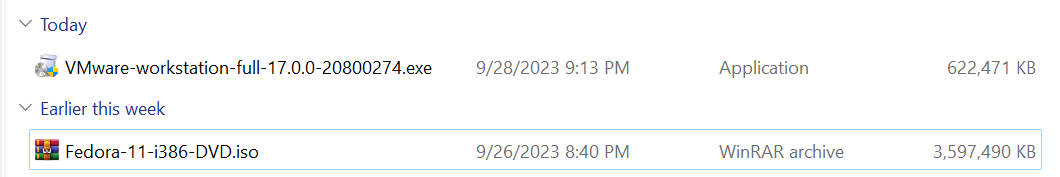 Today
VMware-workstation-full-17.0.0-20800274.exe 9/28/2023 9:13 PM Application 622,471 KB
Earlier this week
Fedora-11-i386-DVD.iso 9/26/2023 8:40 PM WinRAR archive 3,597,490 KB